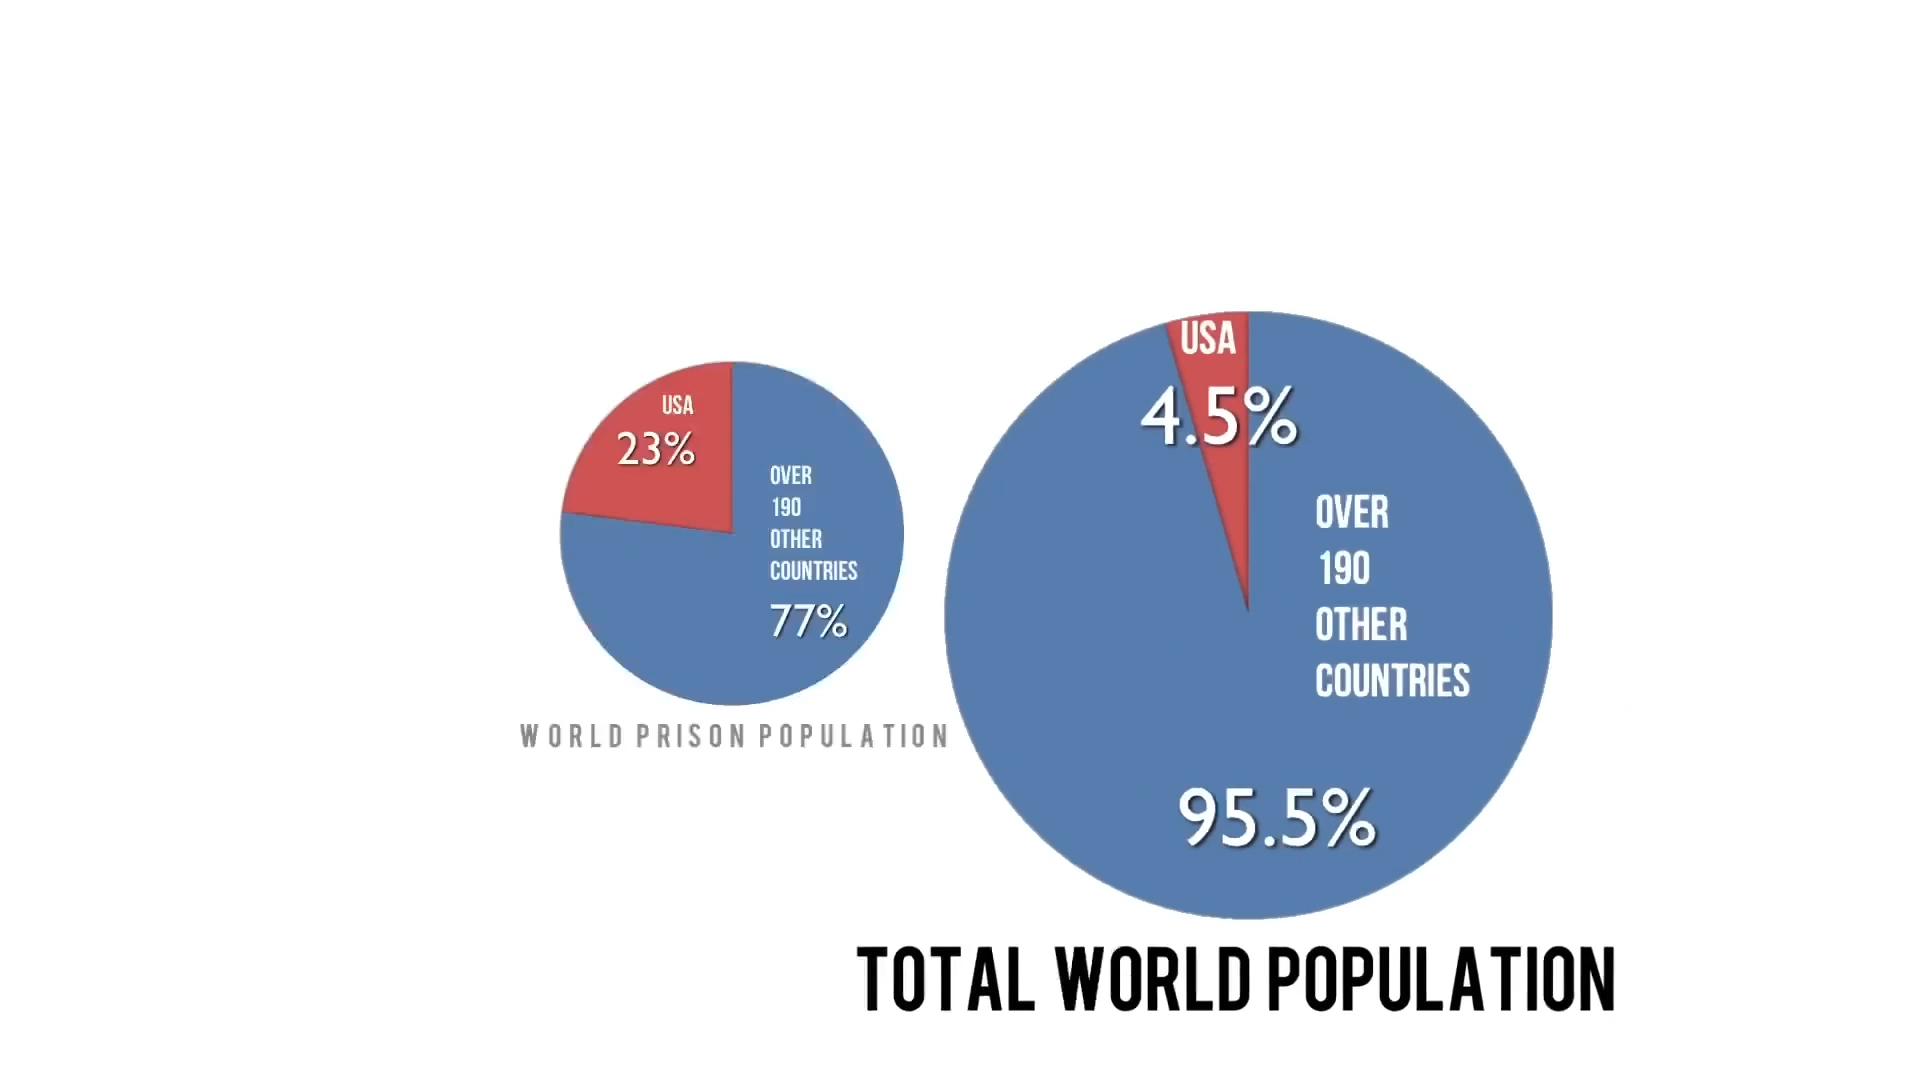 USA
23%
OVER
190
OTHER
COUNTRIES
77%
WORLD PRISON POPULATION
USA
4.5%
OVER
190
OTHER
COUNTRIES
95.5%
TOTAL WORLD POPULATION